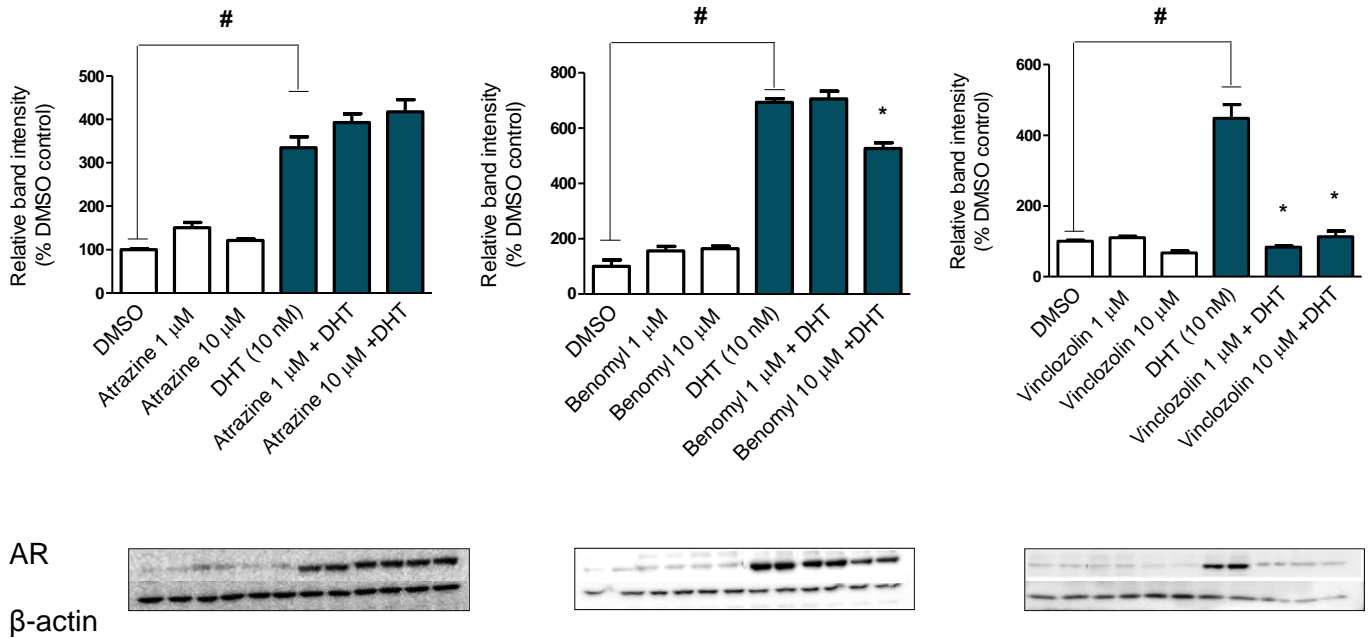 #
Relative band intensity
(% DMSO control)
500
400
300
200
100
0
DMSO
Atrazine 1 μM
Atrazine 10 μM
DHT (10 nM)
Atrazine 1 μM + DHT
Atrazine 10 μM +DHT
#
Relative band intensity
(% DMSO control)
800
600
400
200
0
*
DMSO
Benomyl 1 μM
Benomyl 10 μM
DHT (10 nM)
Benomyl 1 μM + DHT
Benomyl 10 μM +DHT
#
Relative band intensity
(% DMSO control)
600
400
200
0
*
*
DMSO
Vinclozolin 1 μM
Vinclozolin 10 μM
DHT (10 nM)
Vinclozolin 1 μM + DHT
Vinclozolin 10 μM +DHT
AR
β-actin